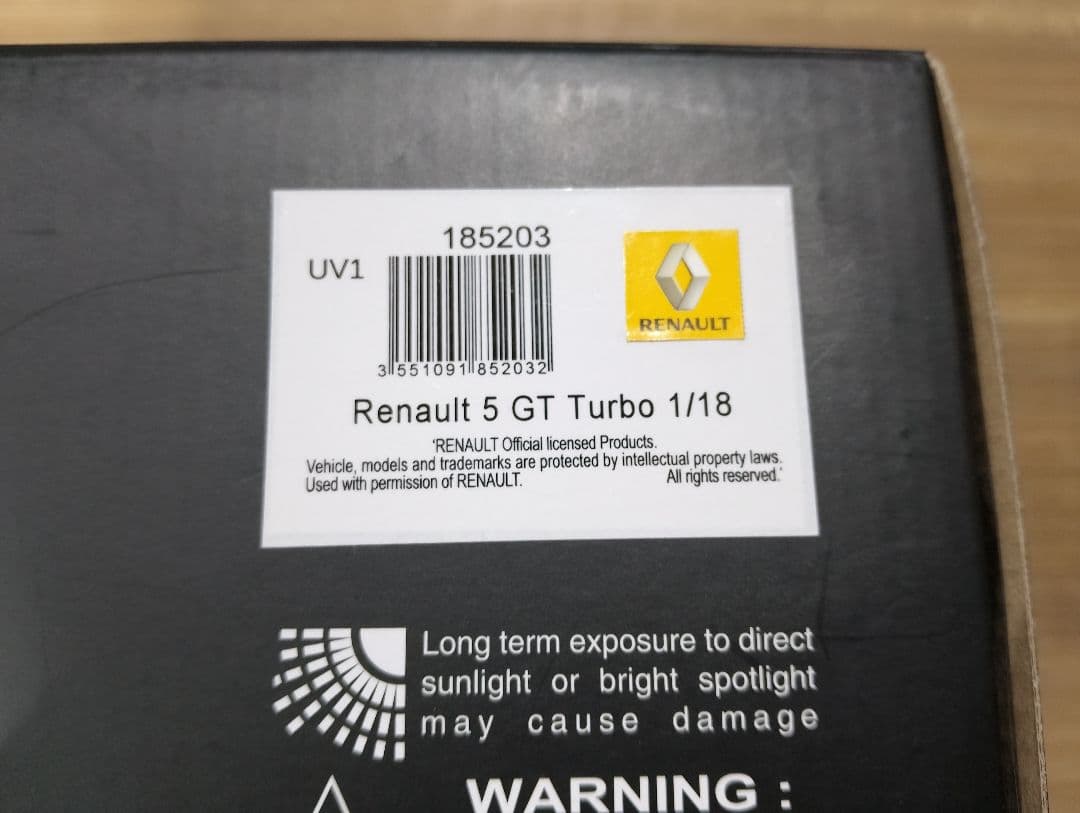 185203
UV1
3 551091 852032
RENAULT
Renault 5 GT Turbo 1/18
'RENAULT Official licensed Products.
Vehicle, models and trademarks are protected by intellectual property laws.
Used with permission of RENAULT. All rights reserved.'
Long term exposure to direct
sunlight or bright spotlight
may cause damage
WARNING :